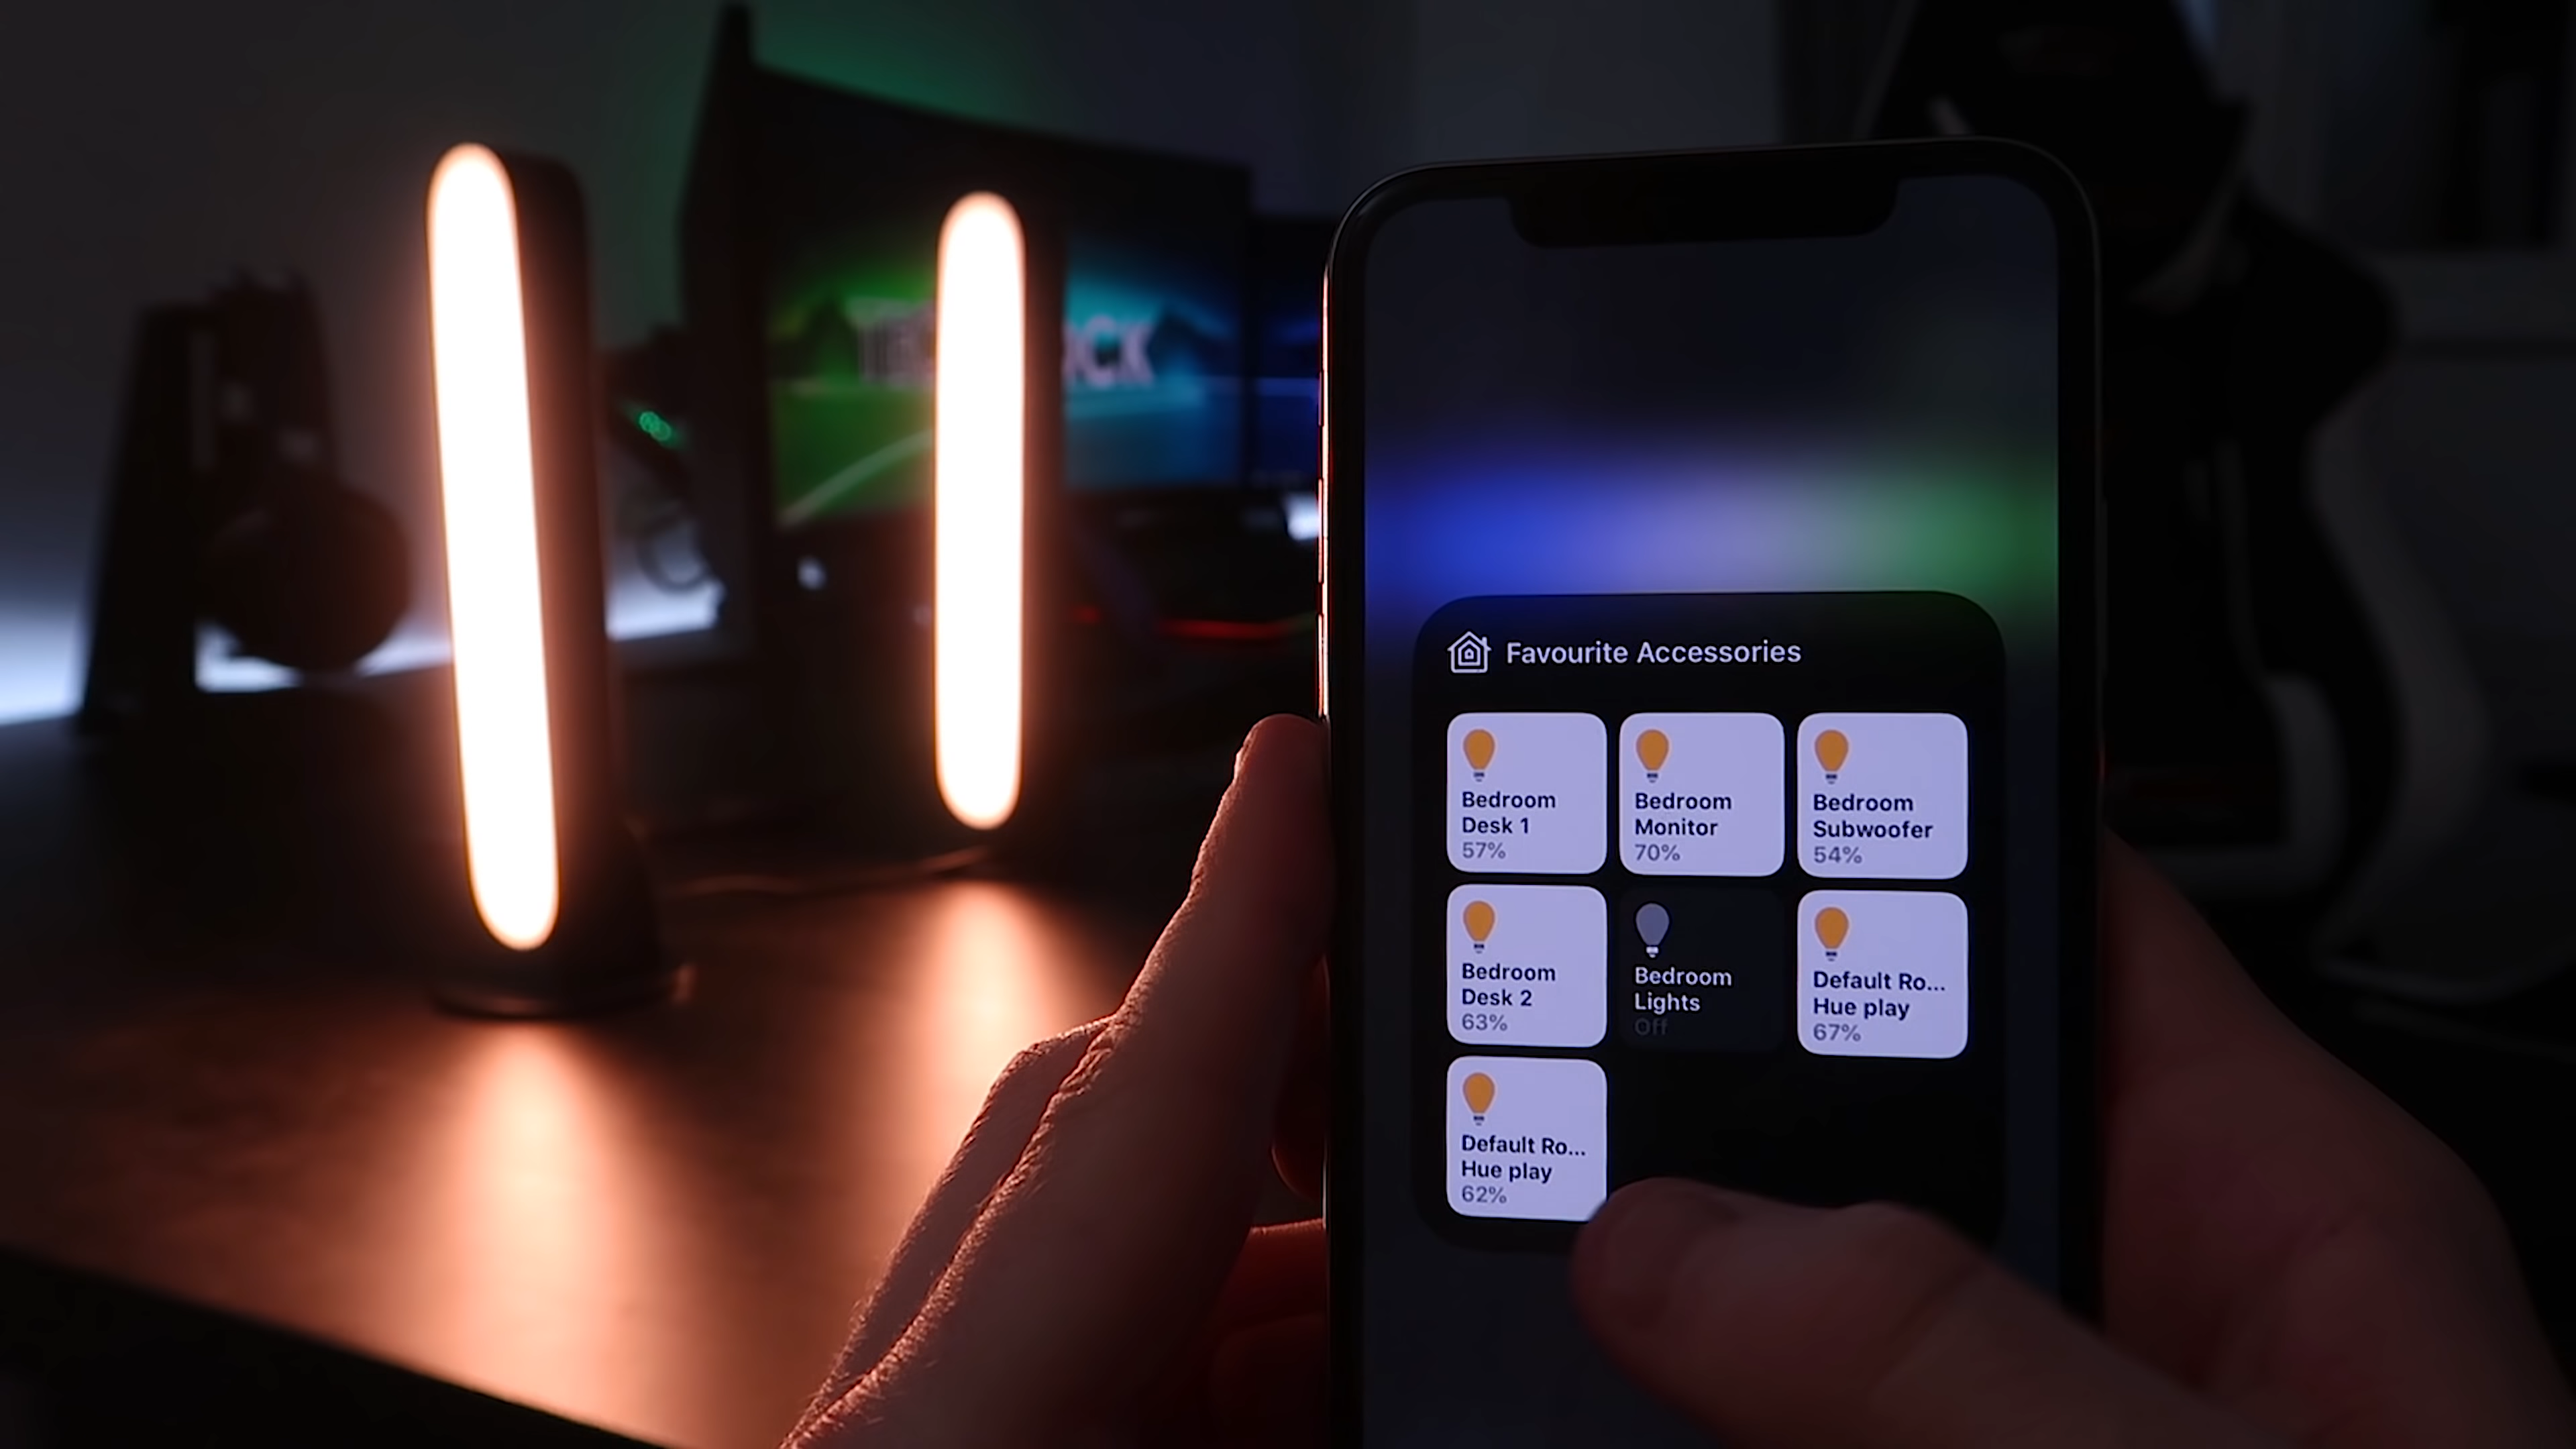 Favourite Accessories
Bedroom
Desk 1
57%
Bedroom
Monitor
70%
Bedroom
Subwoofer
54%
Bedroom
Desk 2
63%
Bedroom
Lights
Off
Default Ro...
Hue play
67%
Default Ro...
Hue play
62%